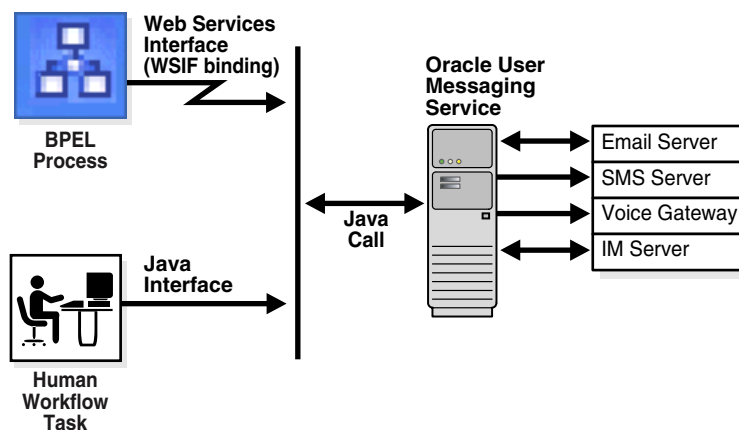 Web Services
Interface
(WSIF binding)
BPEL
Process
Oracle User
Messaging
Service
Email Server
SMS Server
Voice Gateway
IM Server
Java
Call
Java
Interface
Human
Workflow
Task